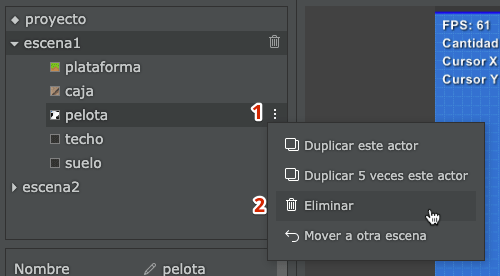 proyecto
escena1
plataforma
caja
pelota
1
techo
suelo
escena2
Nombre
pelota
Duplicar este actor
Duplicar 5 veces este actor
2
Eliminar
Mover a otra escena
FPS: 61
Cantidad
Cursor X
Cursor Y